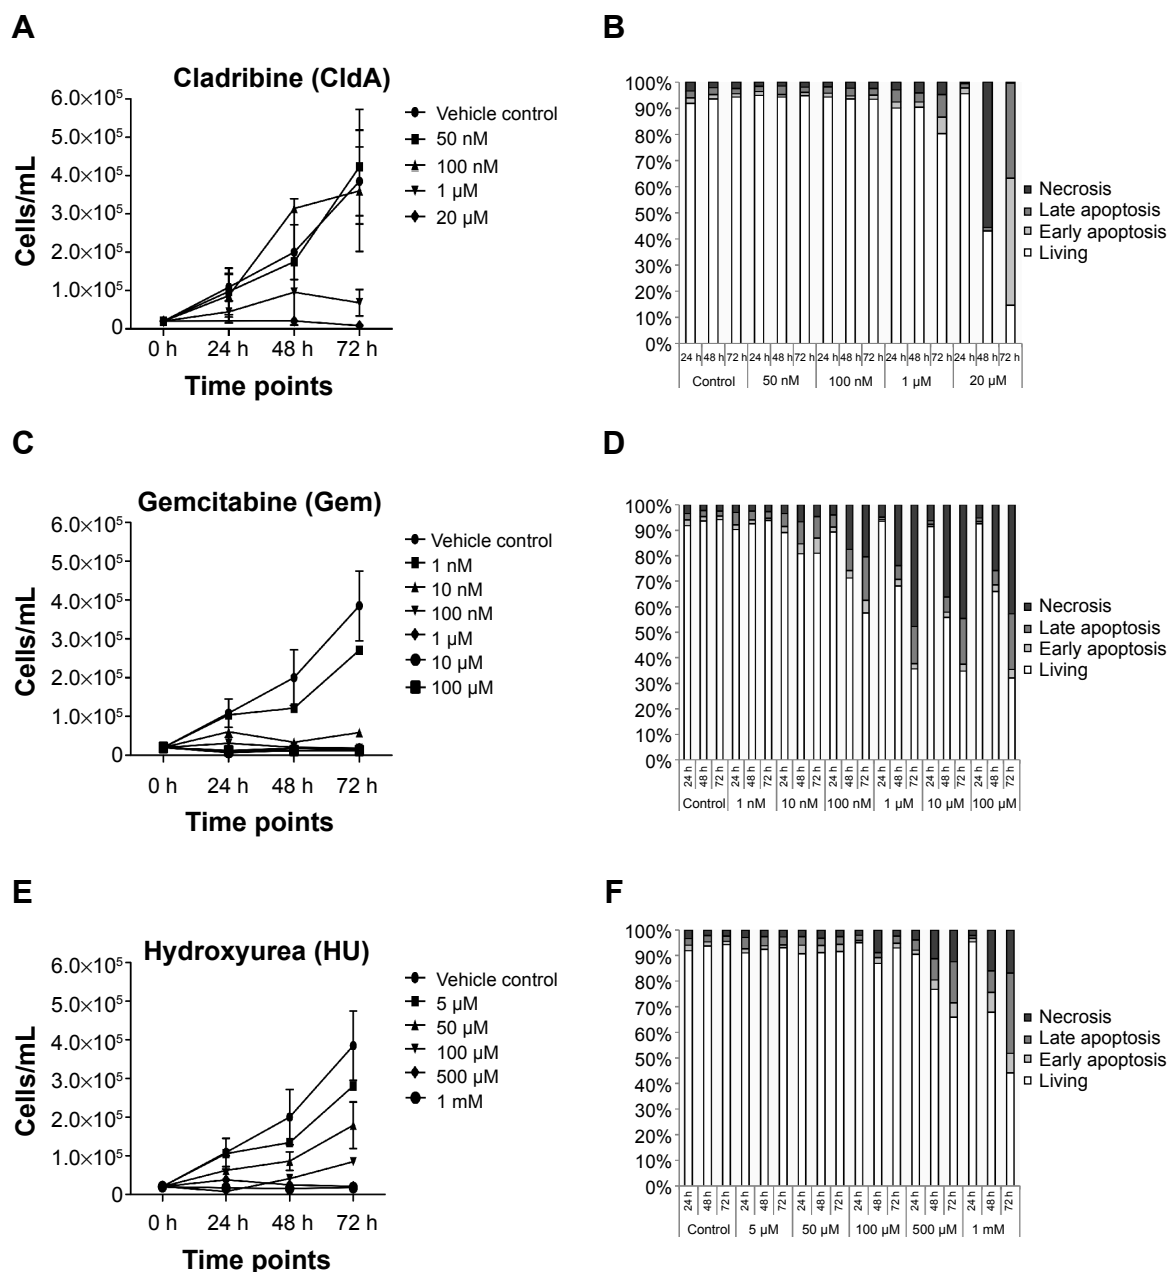 A
Cladribine (CldA)
6.0×10⁵
5.0×10⁵
4.0×10⁵
3.0×10⁵
2.0×10⁵
1.0×10⁵
0
Cells/mL
0 h 24 h 48 h 72 h
Time points
Vehicle control
50 nM
100 nM
1 µM
20 µM
B
100%
90%
80%
70%
60%
50%
40%
30%
20%
10%
0%
24 h 48 h 72 h 24 h 48 h 72 h 24 h 48 h 72 h 24 h 48 h 72 h 24 h 48 h 72 h
Control 50 nM 100 nM 1 µM 20 µM
Necrosis
Late apoptosis
Early apoptosis
Living
C
Gemcitabine (Gem)
6.0×10⁵
5.0×10⁵
4.0×10⁵
3.0×10⁵
2.0×10⁵
1.0×10⁵
0
Cells/mL
0 h 24 h 48 h 72 h
Time points
Vehicle control
1 nM
10 nM
100 nM
1 µM
10 µM
100 µM
D
100%
90%
80%
70%
60%
50%
40%
30%
20%
10%
0%
24 h 48 h 72 h 24 h 48 h 72 h 24 h 48 h 72 h 24 h 48 h 72 h 24 h 48 h 72 h 24 h 48 h 72 h 24 h 48 h 72 h
Control 1 nM 10 nM 100 nM 1 µM 10 µM 100 µM
Necrosis
Late apoptosis
Early apoptosis
Living
E
Hydroxyurea (HU)
6.0×10⁵
5.0×10⁵
4.0×10⁵
3.0×10⁵
2.0×10⁵
1.0×10⁵
0
Cells/mL
0 h 24 h 48 h 72 h
Time points
Vehicle control
5 µM
50 µM
100 µM
500 µM
1 mM
F
100%
90%
80%
70%
60%
50%
40%
30%
20%
10%
0%
24 h 48 h 72 h 24 h 48 h 72 h 24 h 48 h 72 h 24 h 48 h 72 h 24 h 48 h 72 h 24 h 48 h 72 h
Control 5 µM 50 µM 100 µM 500 µM 1 mM
Necrosis
Late apoptosis
Early apoptosis
Living